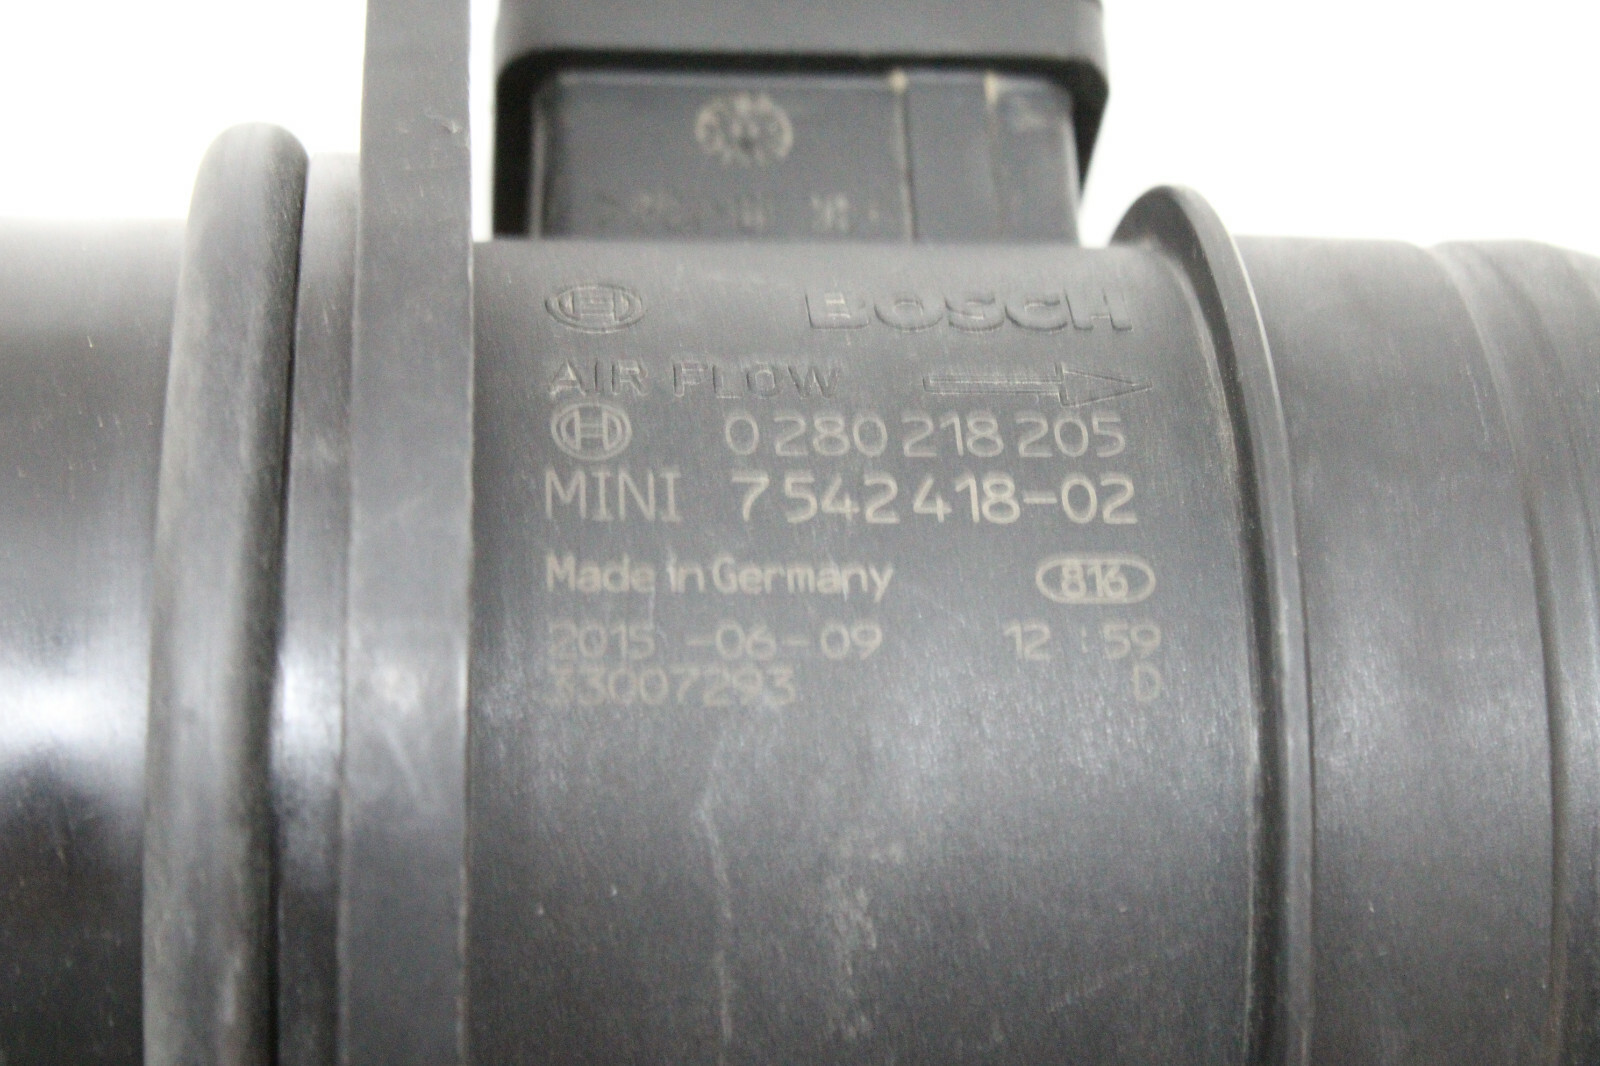 BOSCH
AIR FLOW
0 280 218 205
MINI 7 542 418-02
Made in Germany 816
2015 -06-09 12 :59
33007293 D